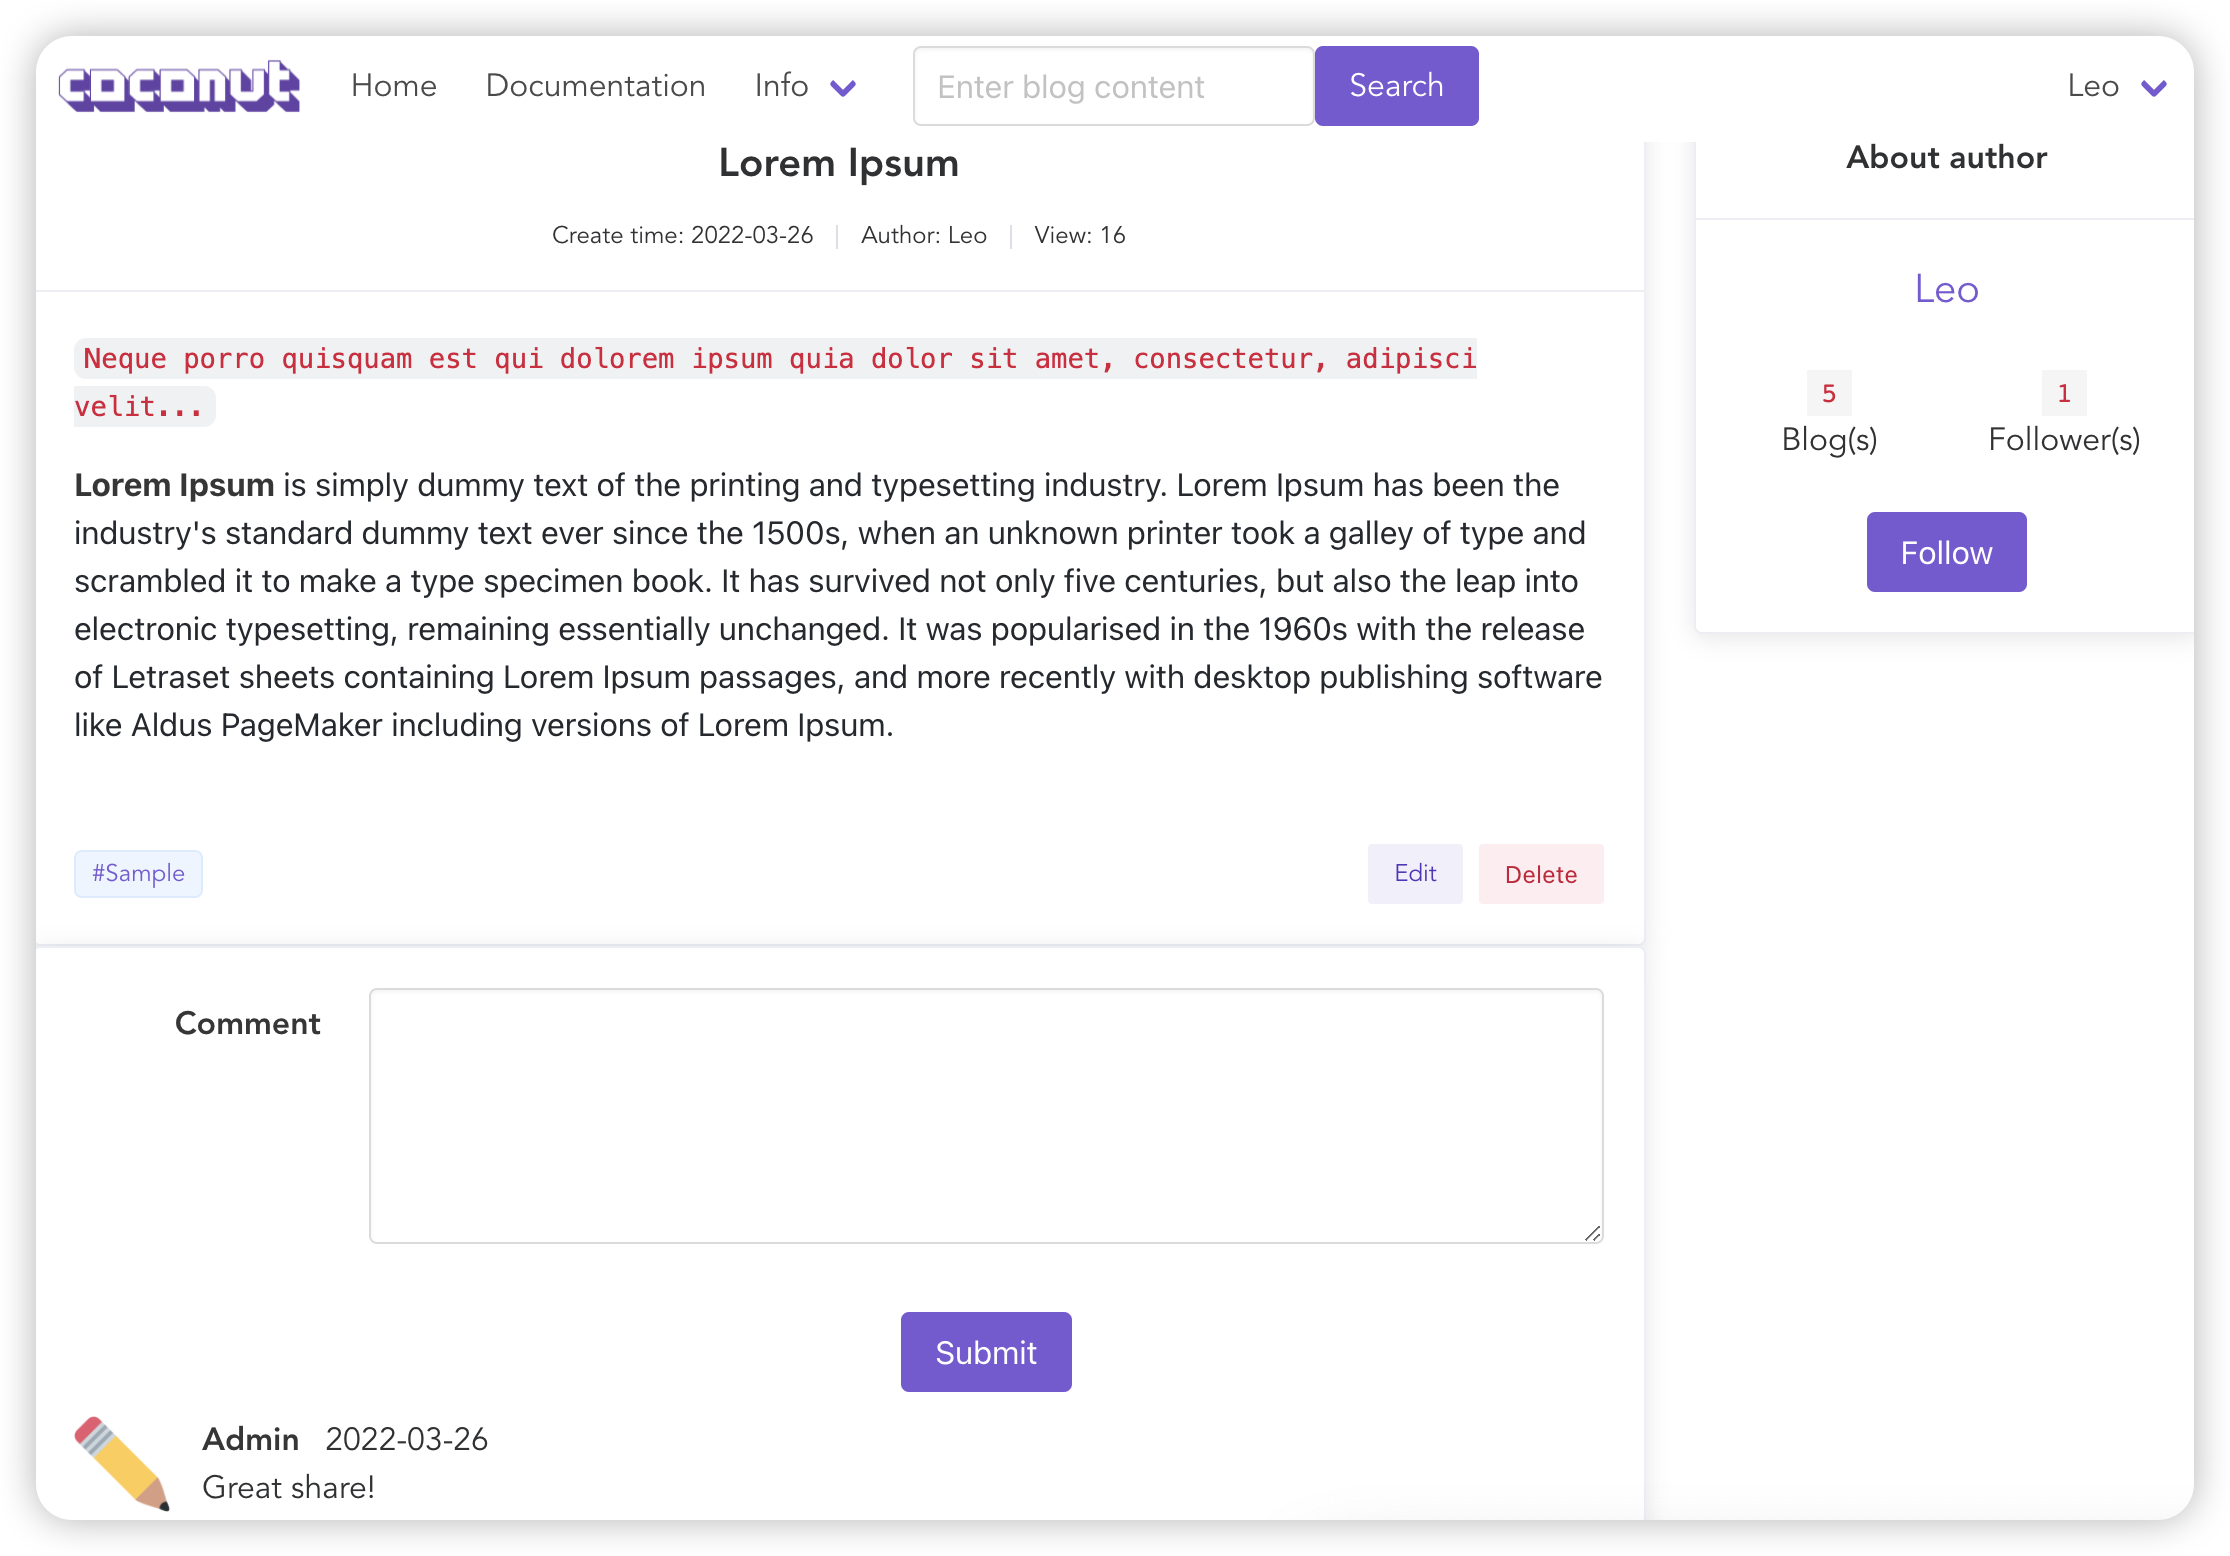 coconut
Home Documentation Info Enter blog content Search Leo
Lorem Ipsum
Create time: 2022-03-26 Author: Leo View: 16
Neque porro quisquam est qui dolorem ipsum quia dolor sit amet, consectetur, adipisci
velit...
Lorem Ipsum is simply dummy text of the printing and typesetting industry. Lorem Ipsum has been the
industry's standard dummy text ever since the 1500s, when an unknown printer took a galley of type and
scrambled it to make a type specimen book. It has survived not only five centuries, but also the leap into
electronic typesetting, remaining essentially unchanged. It was popularised in the 1960s with the release
of Letraset sheets containing Lorem Ipsum passages, and more recently with desktop publishing software
like Aldus PageMaker including versions of Lorem Ipsum.
#Sample
Edit Delete
Comment
Submit
Admin 2022-03-26
Great share!
About author
Leo
5 1
Blog(s) Follower(s)
Follow